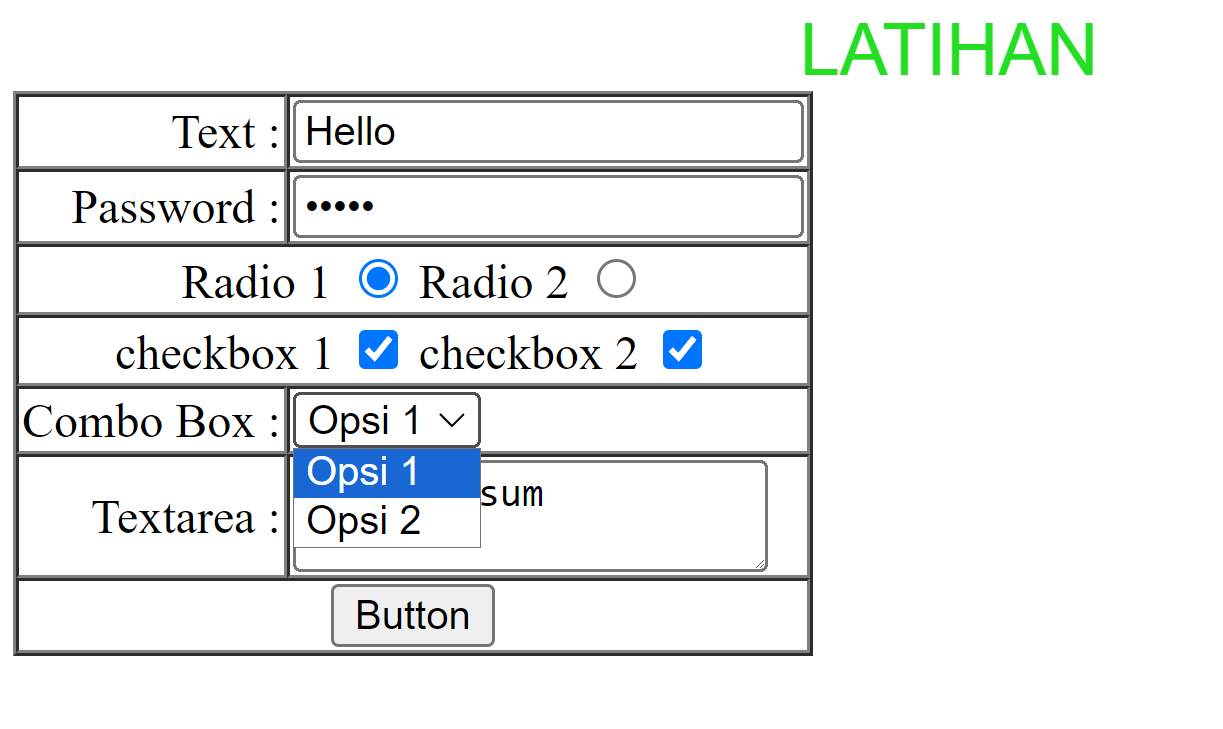 LATIHAN
Text : Hello
Password : •••••
Radio 1 Radio 2
checkbox 1 checkbox 2
Combo Box : Opsi 1
Opsi 1
Opsi 2
Textarea : sum
Button